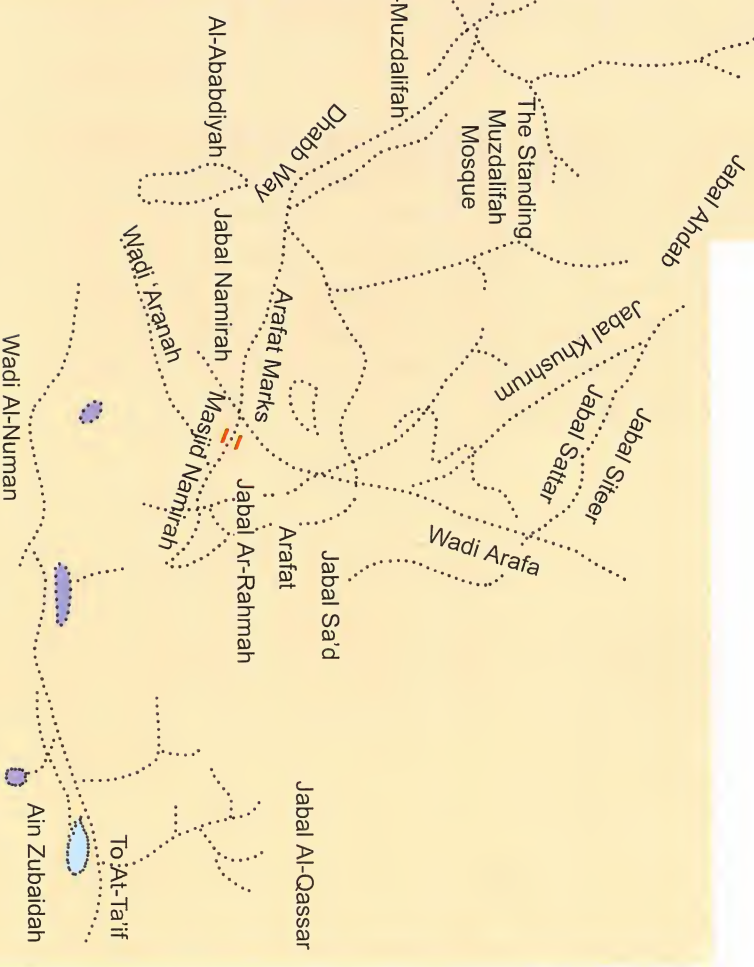 Jabal Ahdab
Jabal Siteer
Jabal Sattar
Jabal Khushrum
The Standing
Muzdalifah
Mosque
Wadi Arafa
-Muzdalifah
Dhabb Way
Jabal Sa'd
Arafat
Jabal Al-Qassar
Arafat Marks
Jabal Ar-Rahmah
Al-Ababdiyah
Jabal Namirah
Masjid Namirah
Wadi 'Aranah
To At-Ta'if
Wadi Al-Numan
Ain Zubaidah